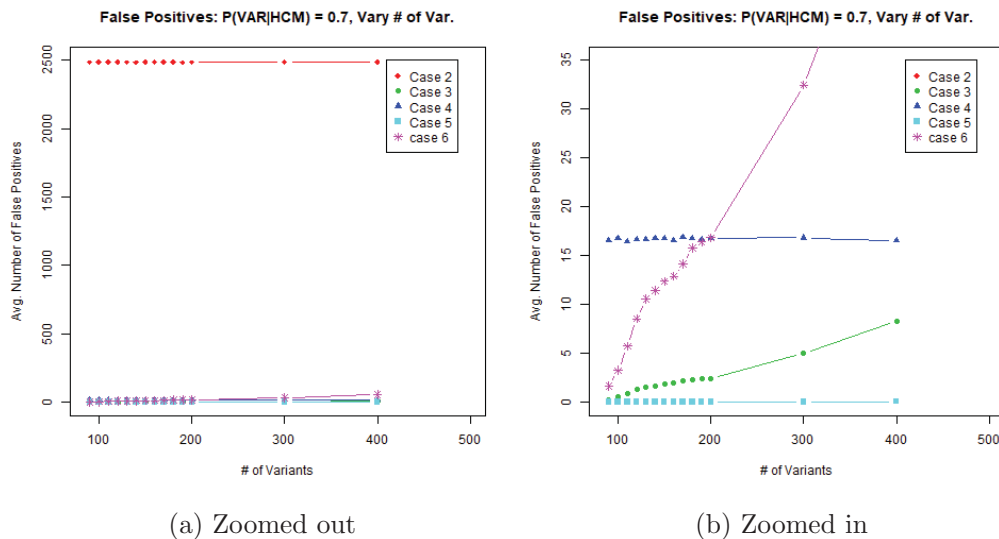 False Positives: P(VAR|HCM) = 0.7, Vary # of Var.
Avg. Number of False Positives
2500
2000
1500
1000
500
0
Case 2
Case 3
Case 4
Case 5
case 6
100
200
300
400
500
# of Variants
(a) Zoomed out
False Positives: P(VAR|HCM) = 0.7, Vary # of Var.
Avg. Number of False Positives
35
30
25
20
15
10
5
0
Case 2
Case 3
Case 4
Case 5
case 6
100
200
300
400
500
# of Variants
(b) Zoomed in